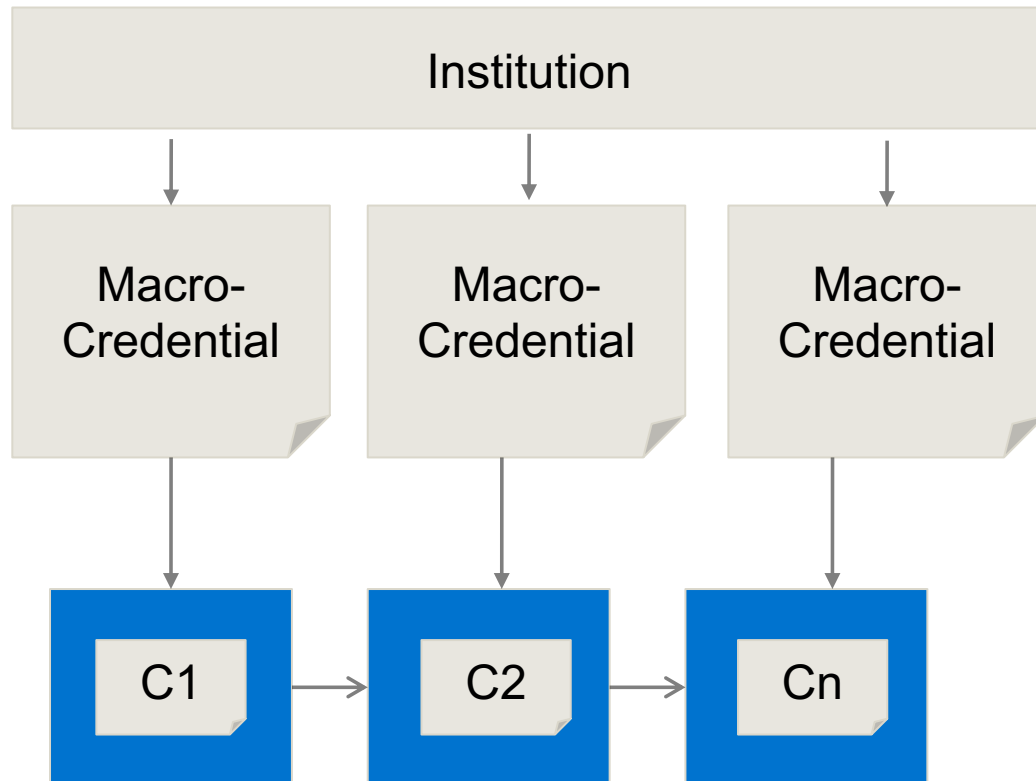 Institution
Macro-
Credential
Macro-
Credential
Macro-
Credential
C1
C2
Cn